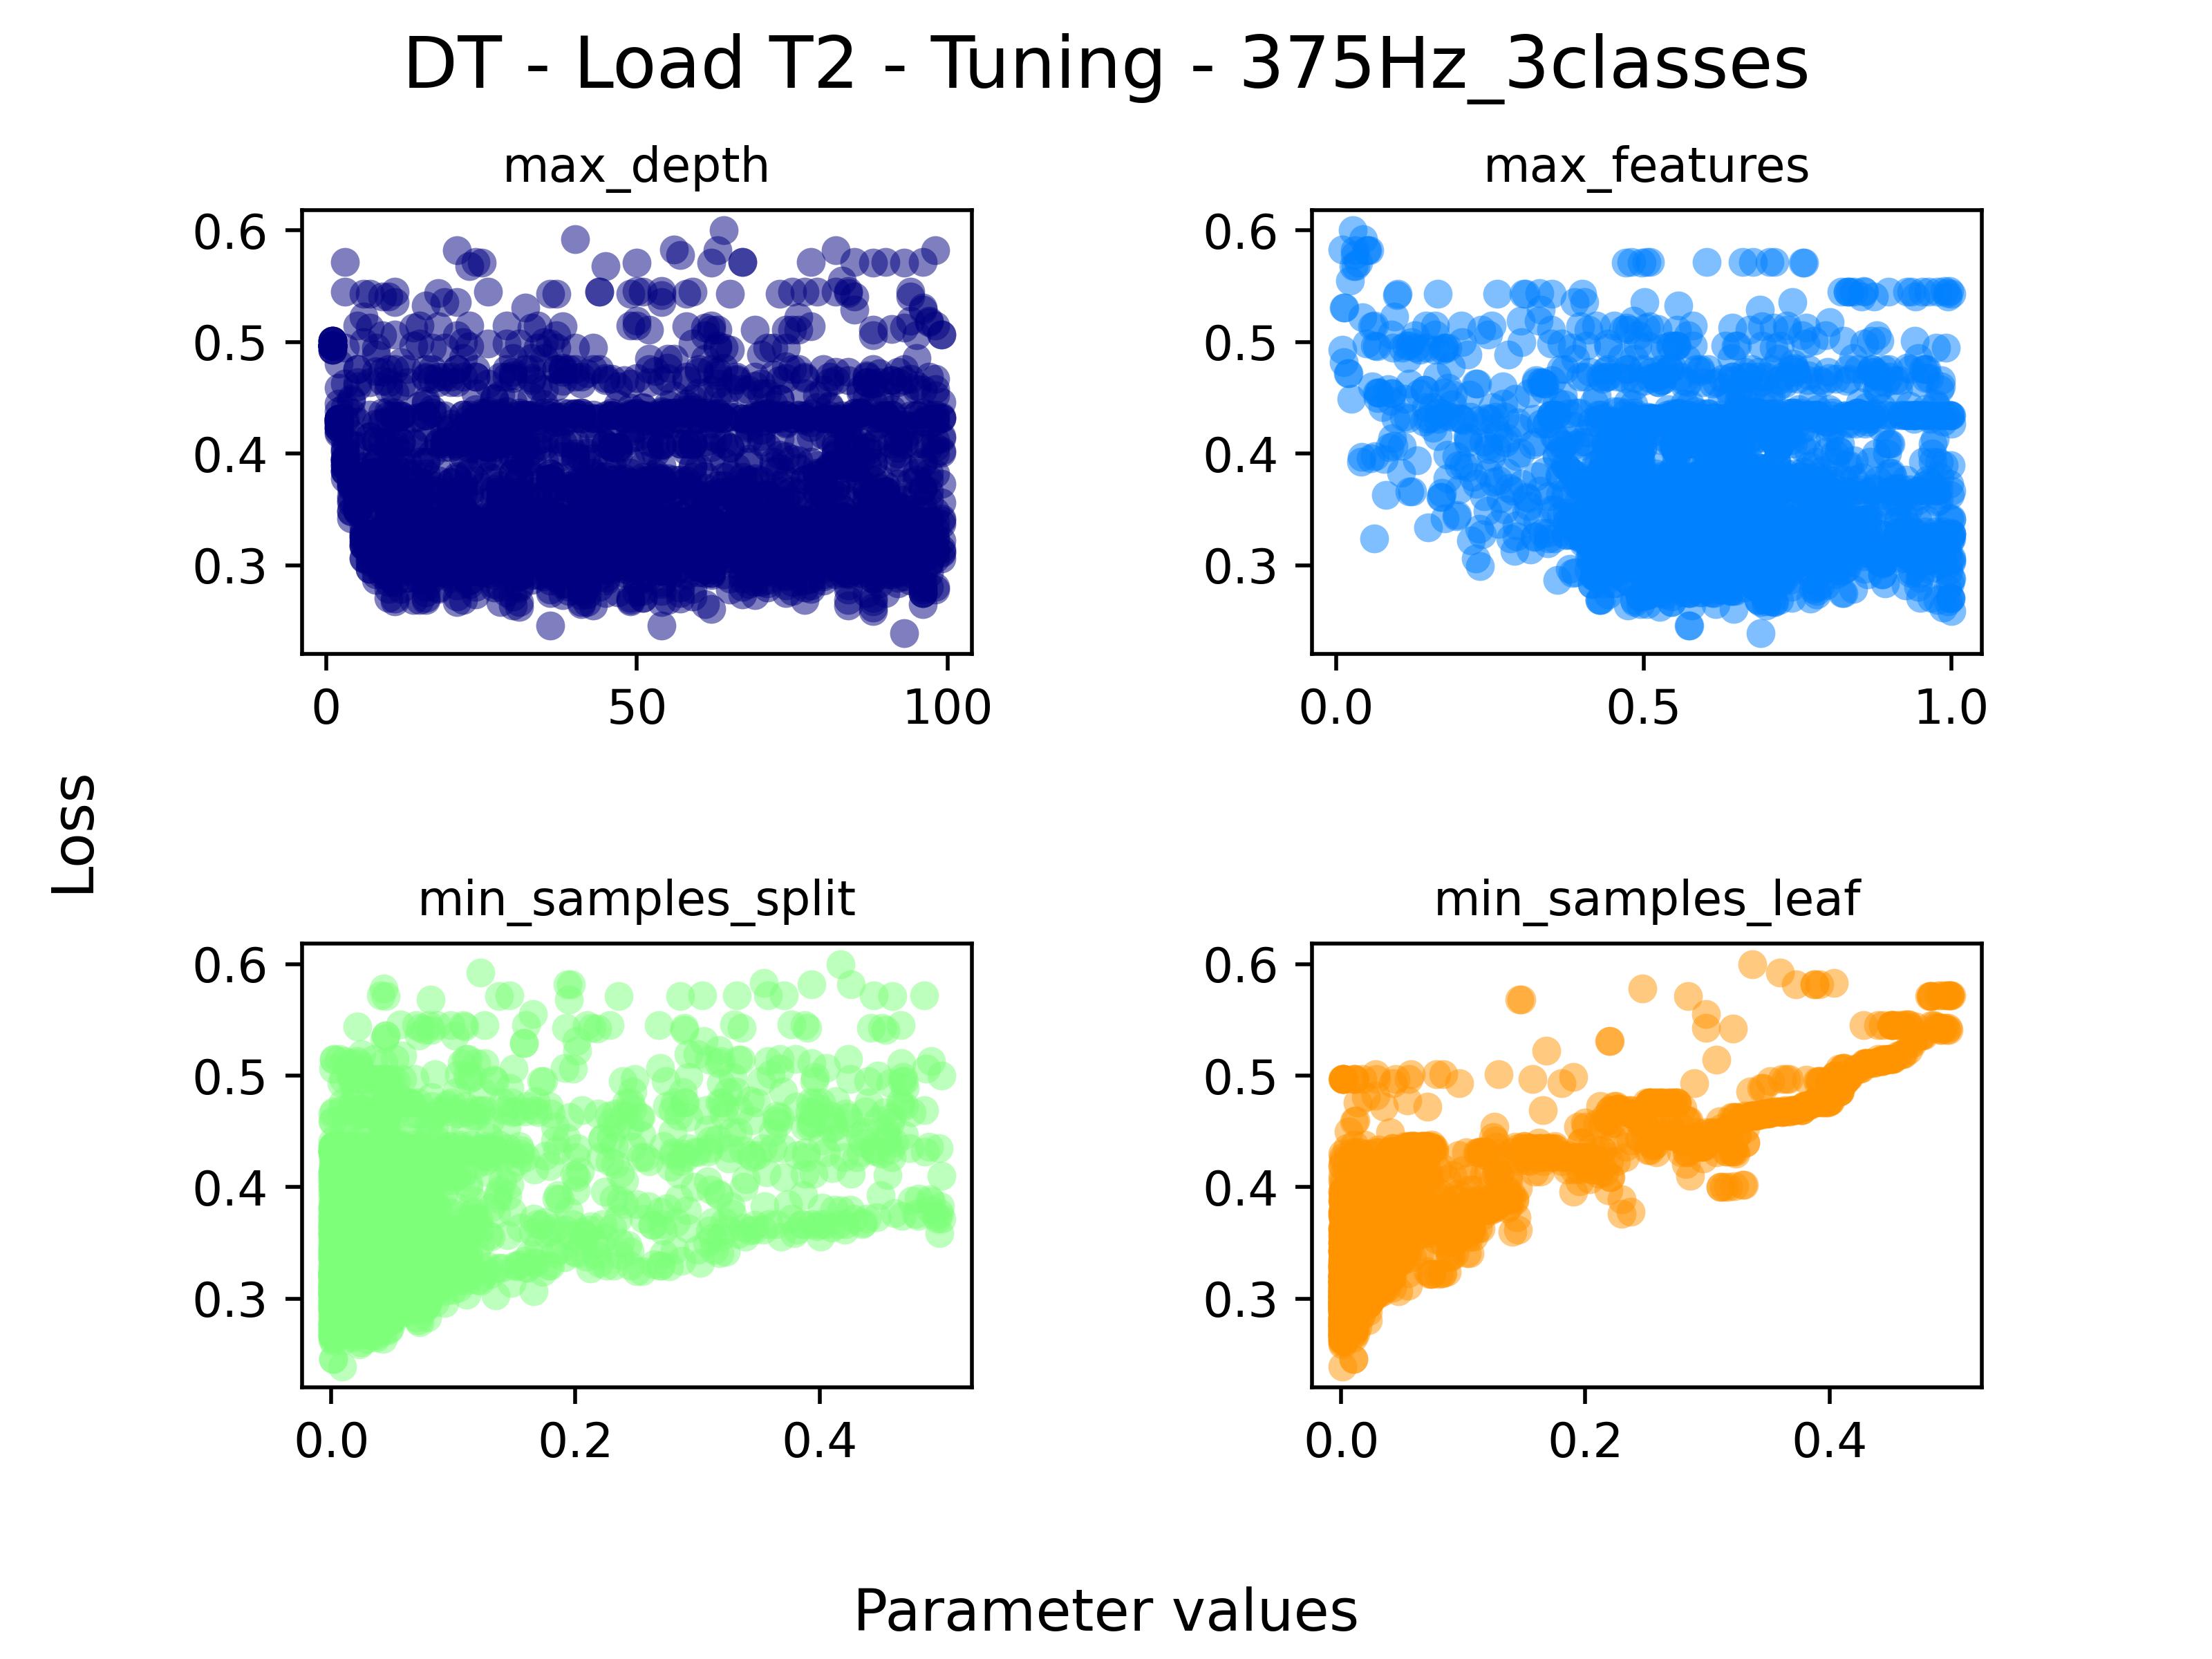 DT - Load T2 - Tuning - 375Hz_3classes
max_depth
0.6
0.5
0.4
0.3
0 50 100
max_features
0.6
0.5
0.4
0.3
0.0 0.5 1.0
Loss
min_samples_split
0.6
0.5
0.4
0.3
0.0 0.2 0.4
min_samples_leaf
0.6
0.5
0.4
0.3
0.0 0.2 0.4
Parameter values